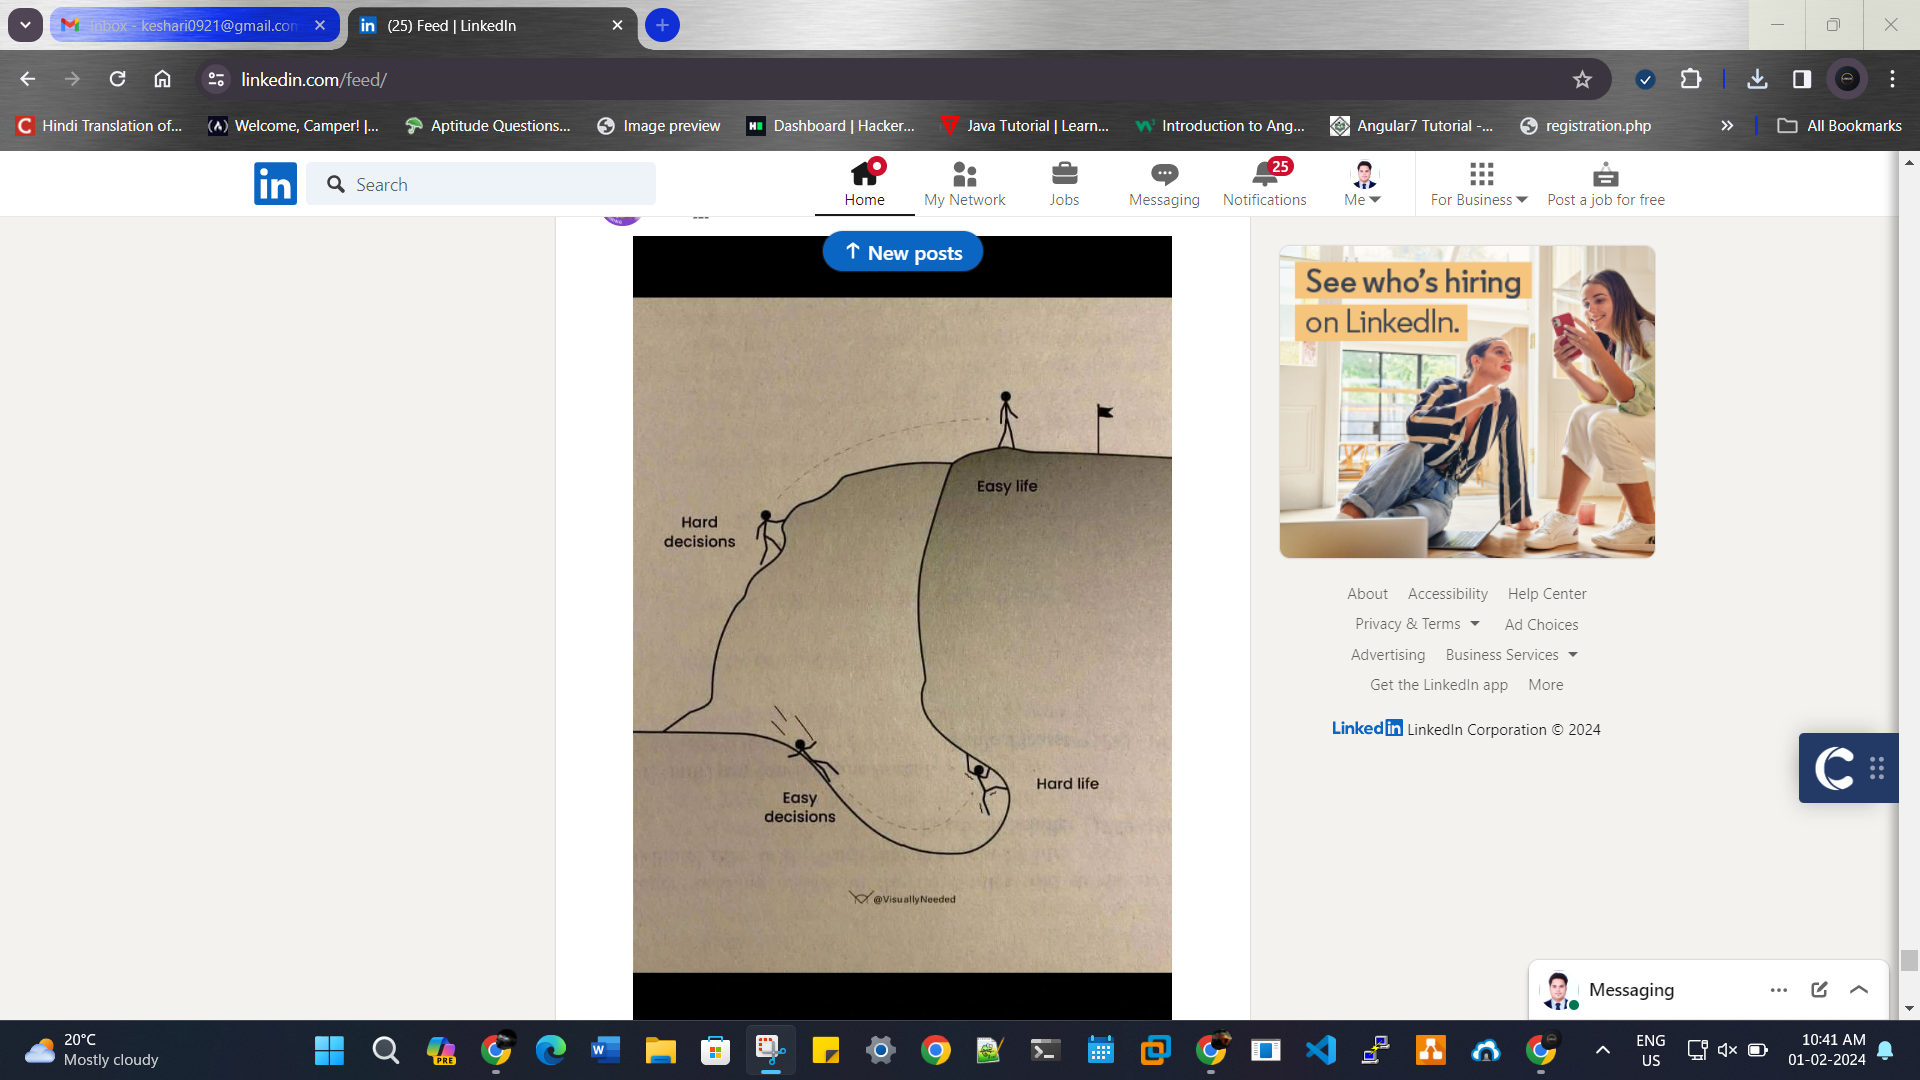 Inbox - keshari0921@gmail.com
(25) Feed | LinkedIn
linkedin.com/feed/
Hindi Translation of...
Welcome, Camper! |...
Aptitude Questions...
Image preview
Dashboard | Hacker...
Java Tutorial | Learn...
Introduction to Ang...
Angular7 Tutorial -...
registration.php
All Bookmarks
Search
Home
My Network
Jobs
Messaging
25
Notifications
Me
For Business
Post a job for free
New posts
Easy life
Hard
decisions
Easy
decisions
Hard life
@VisuallyNeeded
See who's hiring
on LinkedIn.
About Accessibility Help Center
Privacy & Terms Ad Choices
Advertising Business Services
Get the LinkedIn app More
LinkedIn LinkedIn Corporation © 2024
Messaging
20°C
Mostly cloudy
PRE
ENG
US
10:41 AM
01-02-2024